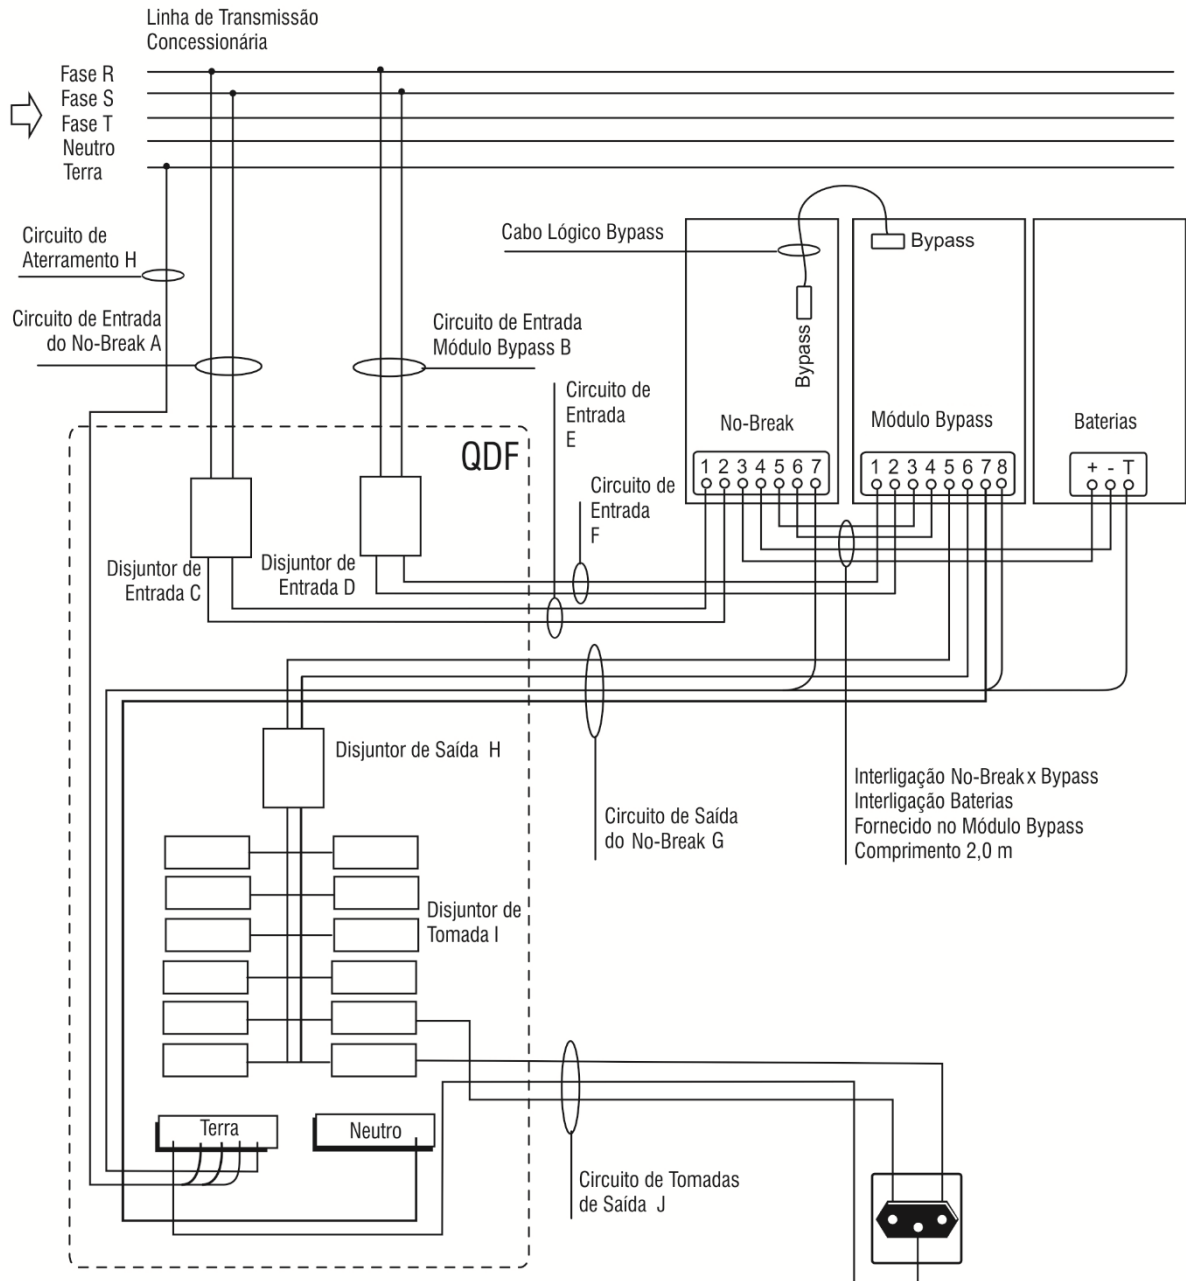 Linha de Transmissão
Concessionária
Fase R
Fase S
Fase T
Neutro
Terra
Circuito de
Aterramento H
Cabo Lógico Bypass
Bypass
Bypass
Circuito de Entrada
do No-Break A
Circuito de Entrada
Módulo Bypass B
Circuito de
Entrada
E
No-Break
Módulo Bypass
Baterias
QDF
1 2 3 4 5 6 7
1 2 3 4 5 6 7 8
+ - T
Circuito de
Entrada
F
Disjuntor de
Entrada C
Disjuntor de
Entrada D
Disjuntor de Saída H
Interligação No-Break x Bypass
Interligação Baterias
Fornecido no Módulo Bypass
Comprimento 2,0 m
Circuito de Saída
do No-Break G
Disjuntor de
Tomada I
Terra
Neutro
Circuito de Tomadas
de Saída J